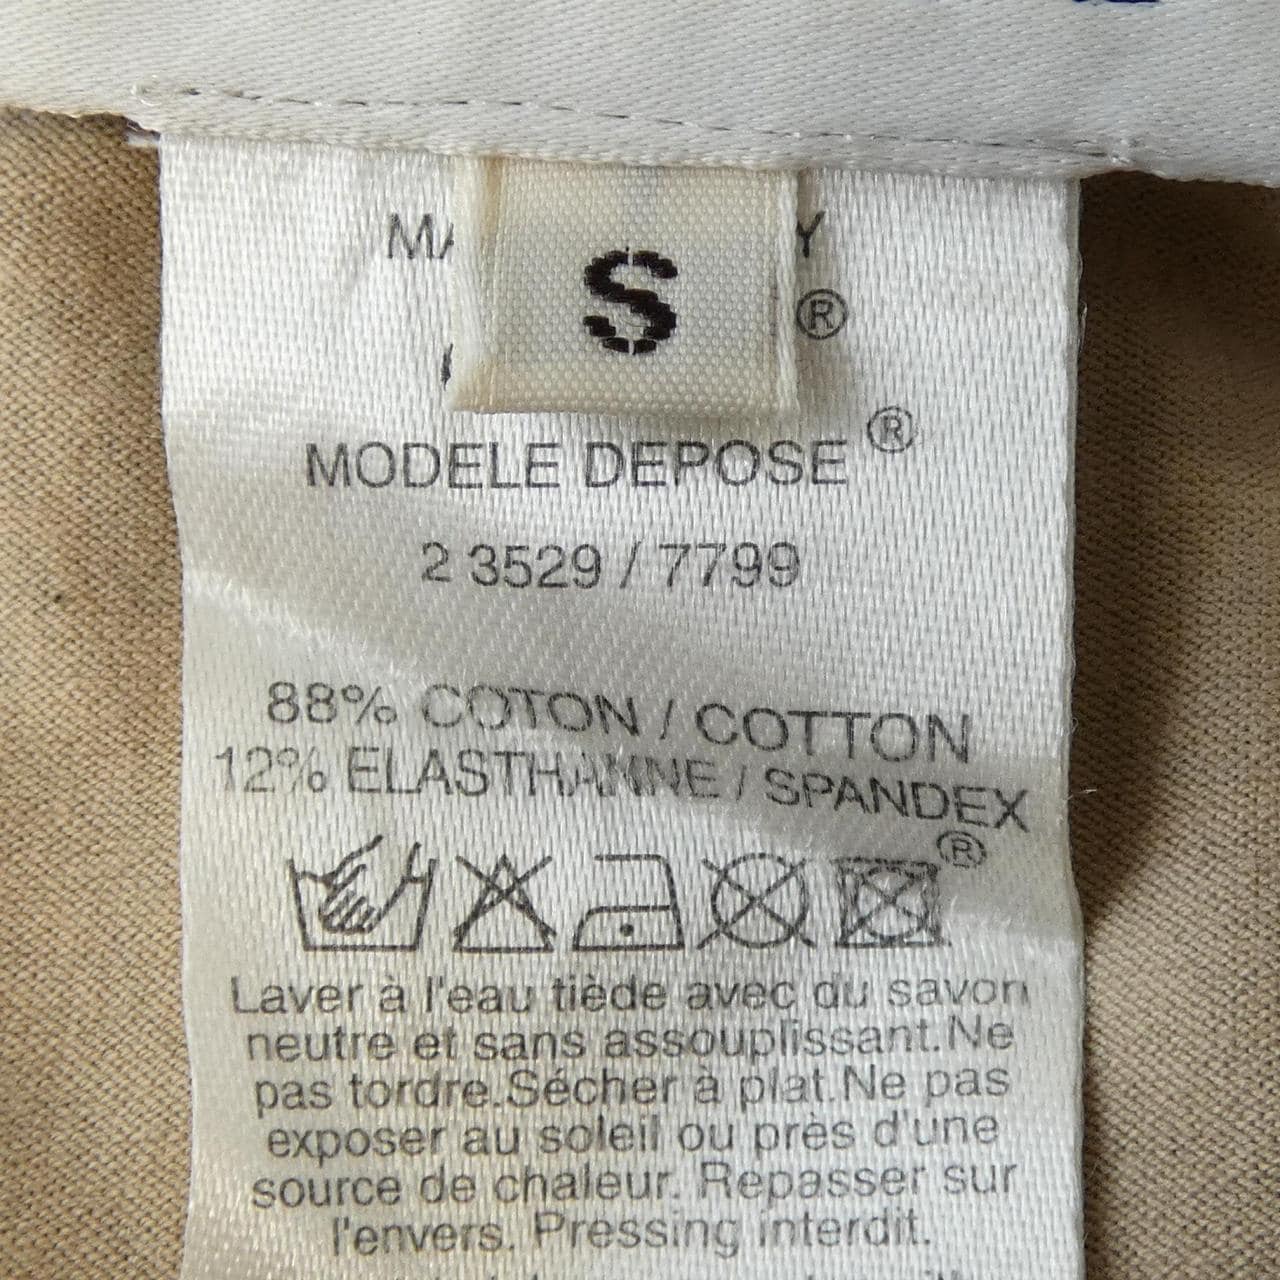 S
®
MODELE DEPOSE ®
2 3529 / 7799
88% COTON / COTTON
12% ELASTHANNE / SPANDEX
®
Laver à l'eau tiède avec du savon
neutre et sans assouplissant.Ne
pas tordre.Sécher à plat.Ne pas
exposer au soleil ou près d'une
source de chaleur. Repasser sur
l'envers. Pressing interdit.